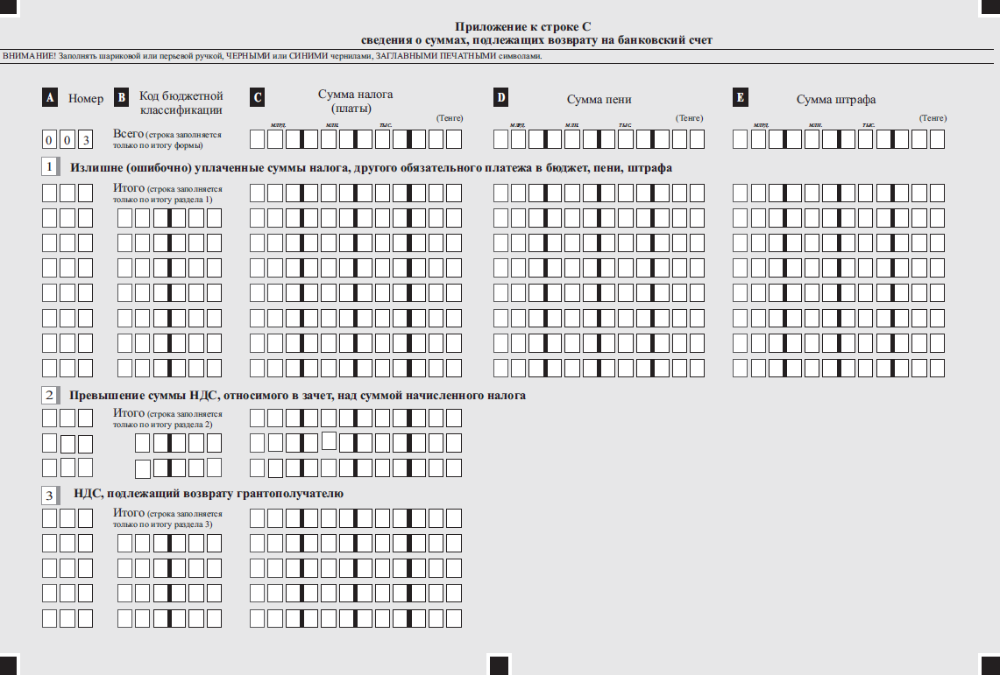 Приложение к строке С
сведения о суммах, подлежащих возврату на банковский счет
ВНИМАНИЕ! Заполнять шариковой или перьевой ручкой, ЧЕРНЫМИ или СИНИМИ чернилами, ЗАГЛАВНЫМИ ПЕЧАТНЫМИ символами.
A Номер B Код бюджетной классификации C Сумма налога (платы) D Сумма пени E Сумма штрафа
(Тенге) (Тенге) (Тенге)
МЛРД. МЛН. ТЫС. МЛРД. МЛН. ТЫС. МЛРД. МЛН. ТЫС.
0 0 3 Всего (строка заполняется
только по итогу формы)
1 Излишне (ошибочно) уплаченные суммы налога, другого обязательного платежа в бюджет, пени, штрафа
Итого (строка заполняется
только по итогу раздела 1)
2 Превышение суммы НДС, относимого в зачет, над суммой начисленного налога
Итого (строка заполняется
только по итогу раздела 2)
3 НДС, подлежащий возврату грантополучателю
Итого (строка заполняется
только по итогу раздела 3)